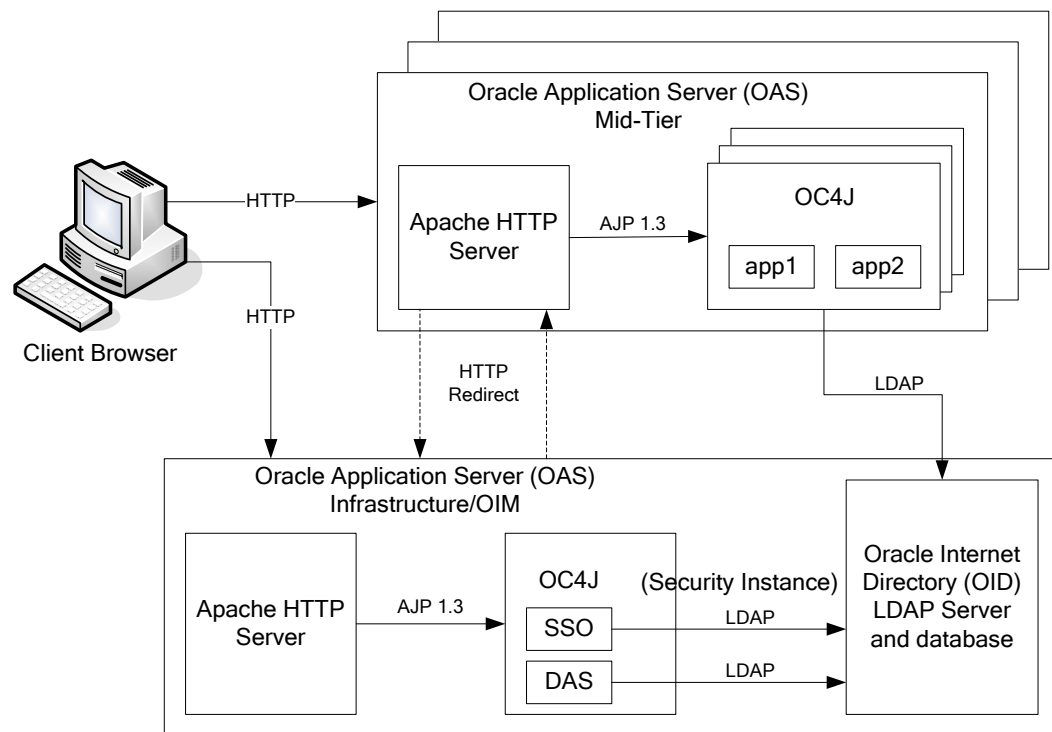 Oracle Application Server (OAS)
Mid-Tier
Apache HTTP
Server
AJP 1.3
OC4J
app1
app2
HTTP
HTTP
Client Browser
HTTP
Redirect
LDAP
Oracle Application Server (OAS)
Infrastructure/OIM
Apache HTTP
Server
AJP 1.3
OC4J
(Security Instance)
SSO
LDAP
DAS
LDAP
Oracle Internet
Directory (OID)
LDAP Server
and database